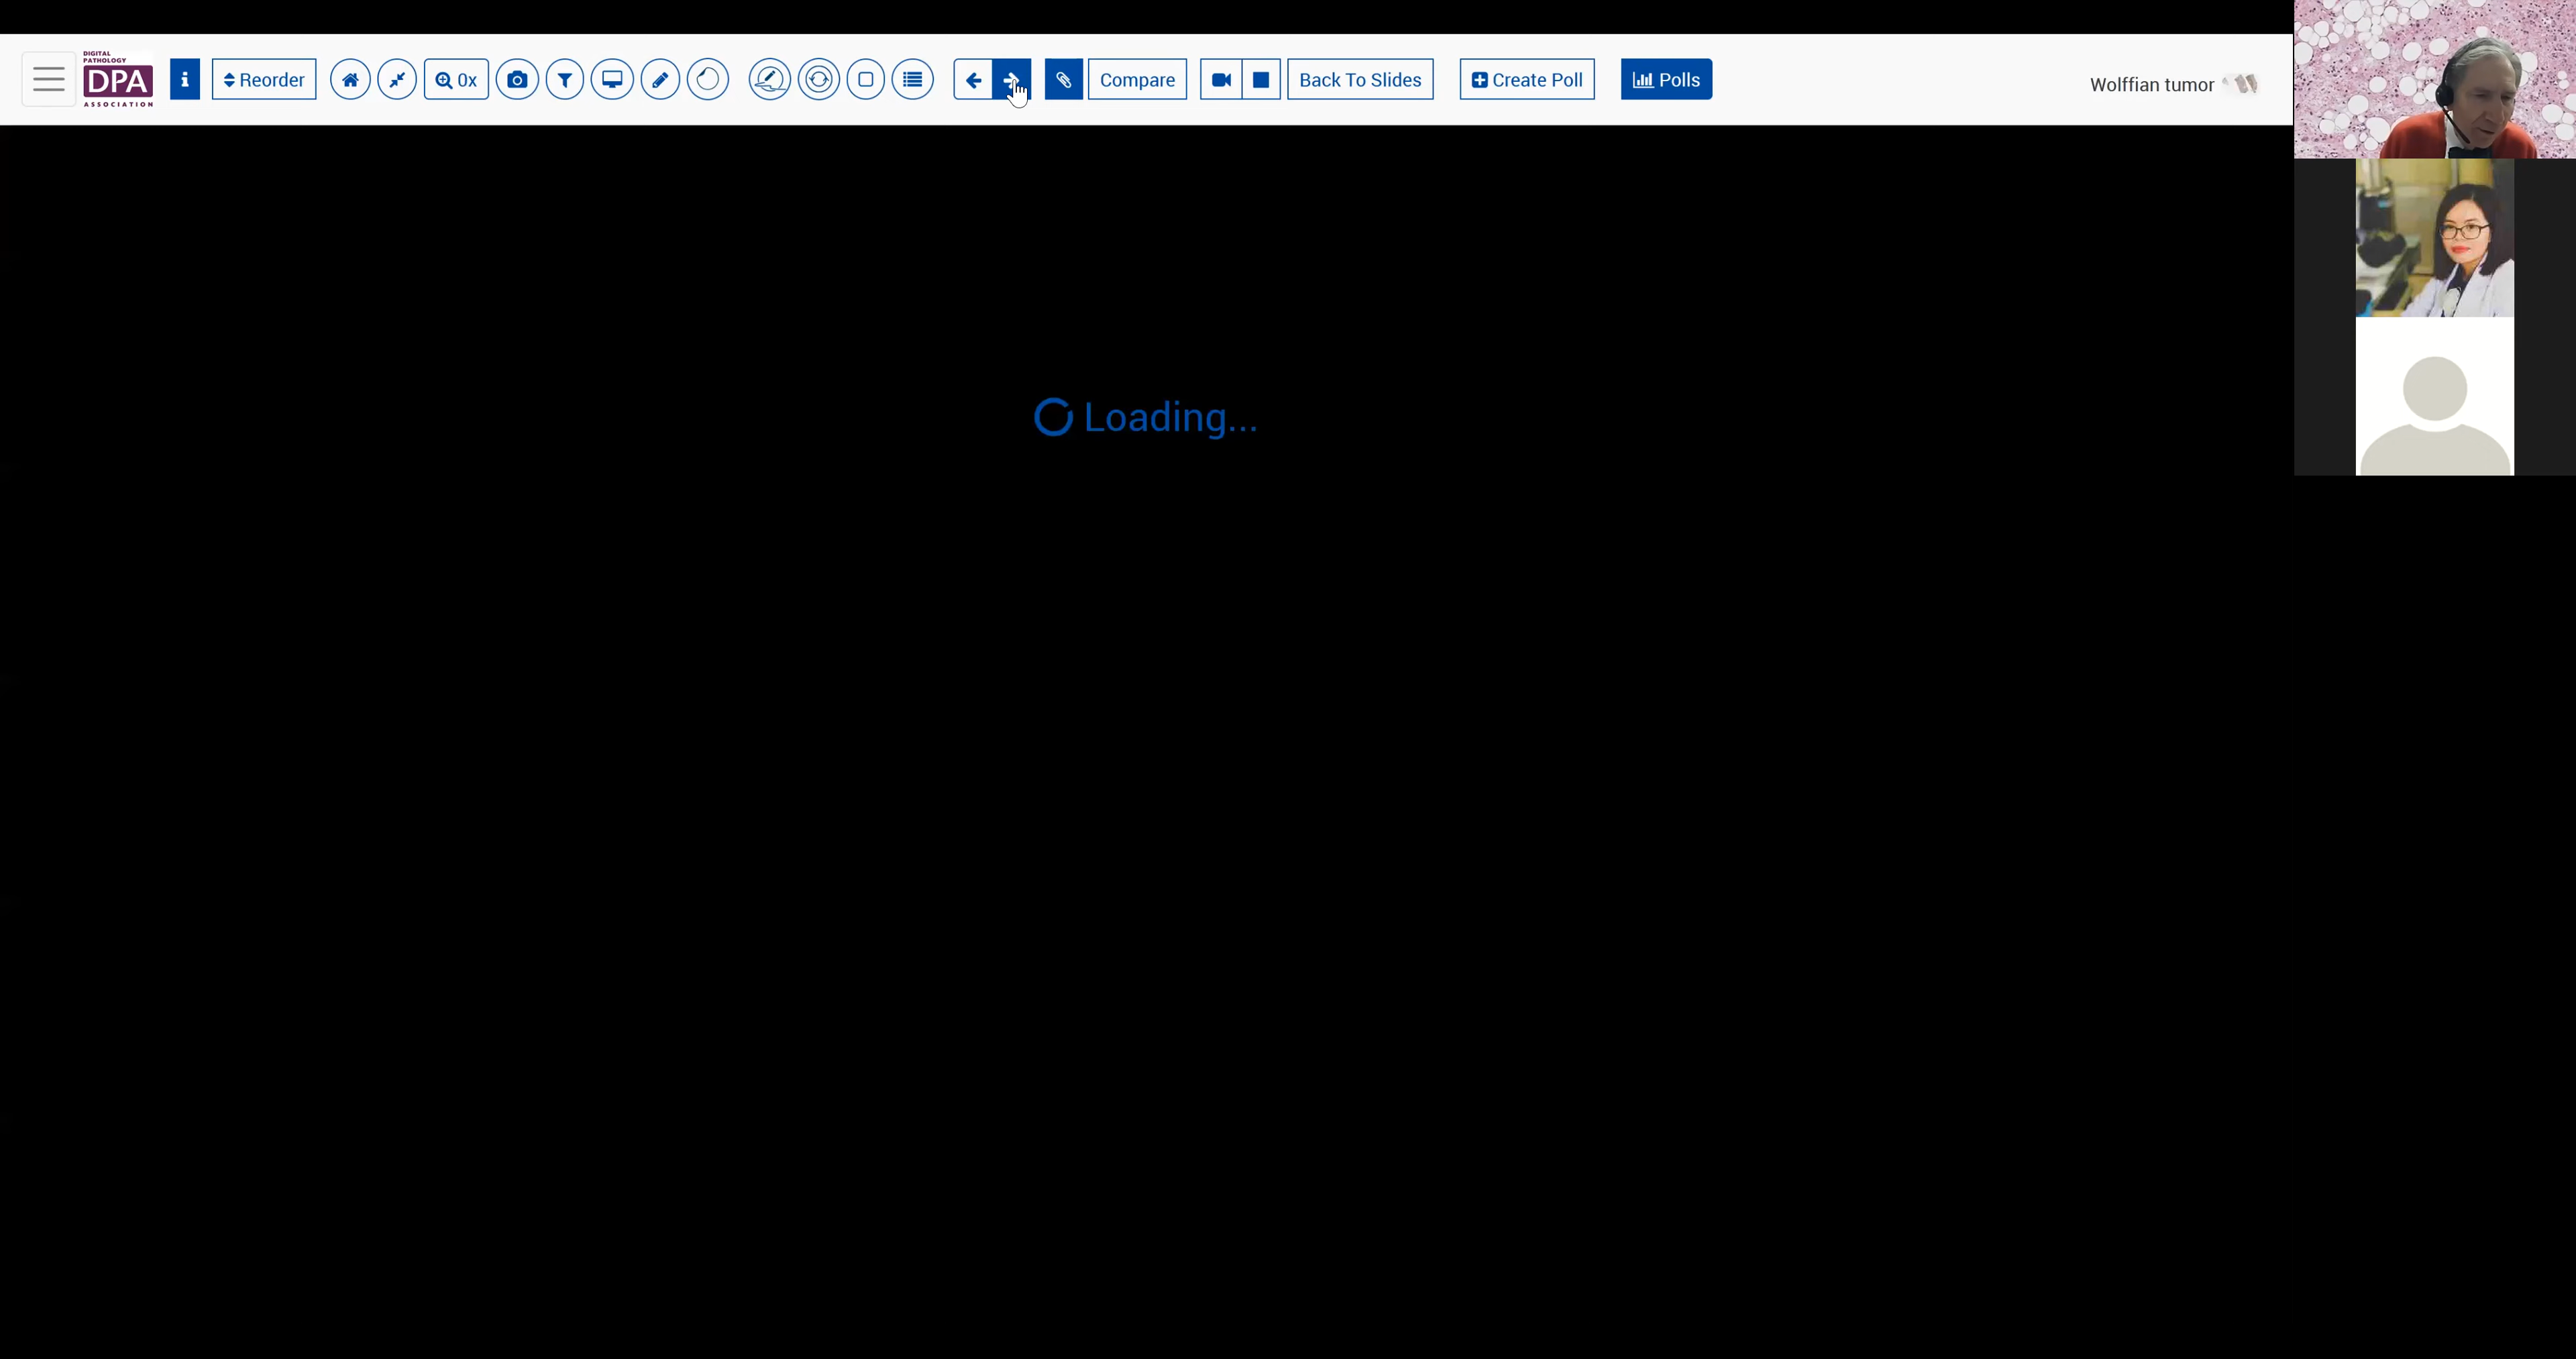 DIGITAL
PATHOLOGY
DPA
ASSOCIATION
i
Reorder
0x
Compare
Back To Slides
Create Poll
Polls
Wolffian tumor
Loading...